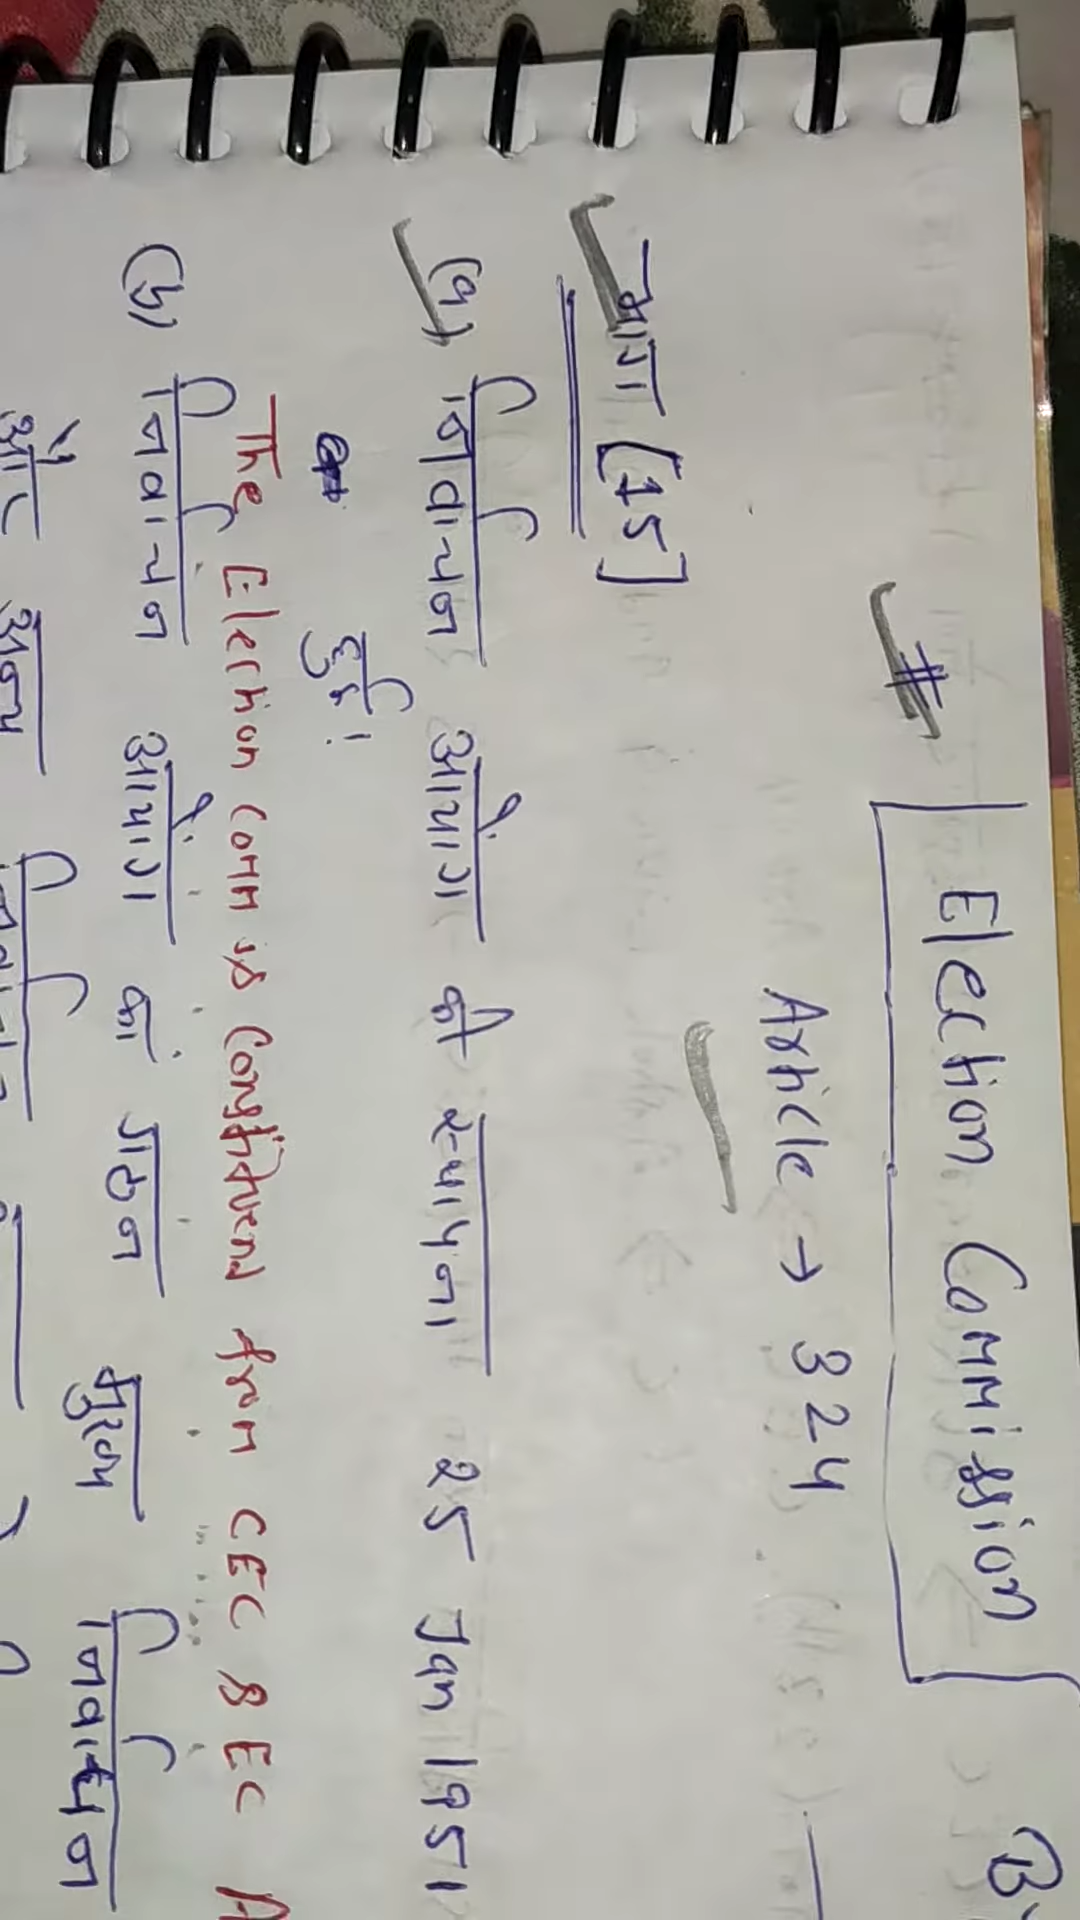 # Election Commission
Article → 324
भाग [15]
(a) निर्वाचन आयोग की स्थापना 25 Jan 1951
हुई।
The Election Comm is Constituend from CEC & EC
(b) निर्वाचन आयोग का गठन मुख्य निर्वाचन
और अन्य